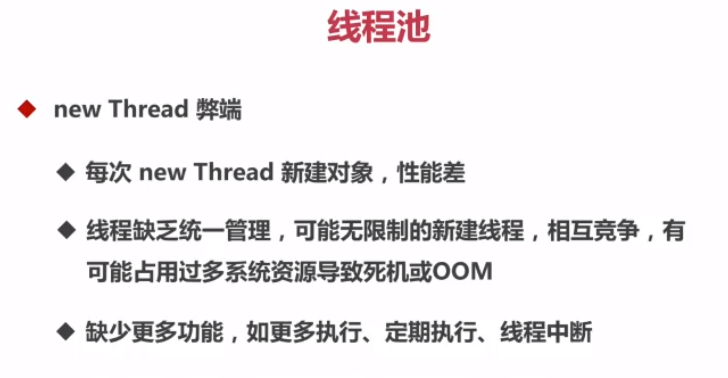 线程池
new Thread 弊端
每次 new Thread 新建对象，性能差
线程缺乏统一管理，可能无限制的新建线程，相互竞争，有
可能占用过多系统资源导致死机或OOM
缺少更多功能，如更多执行、定期执行、线程中断